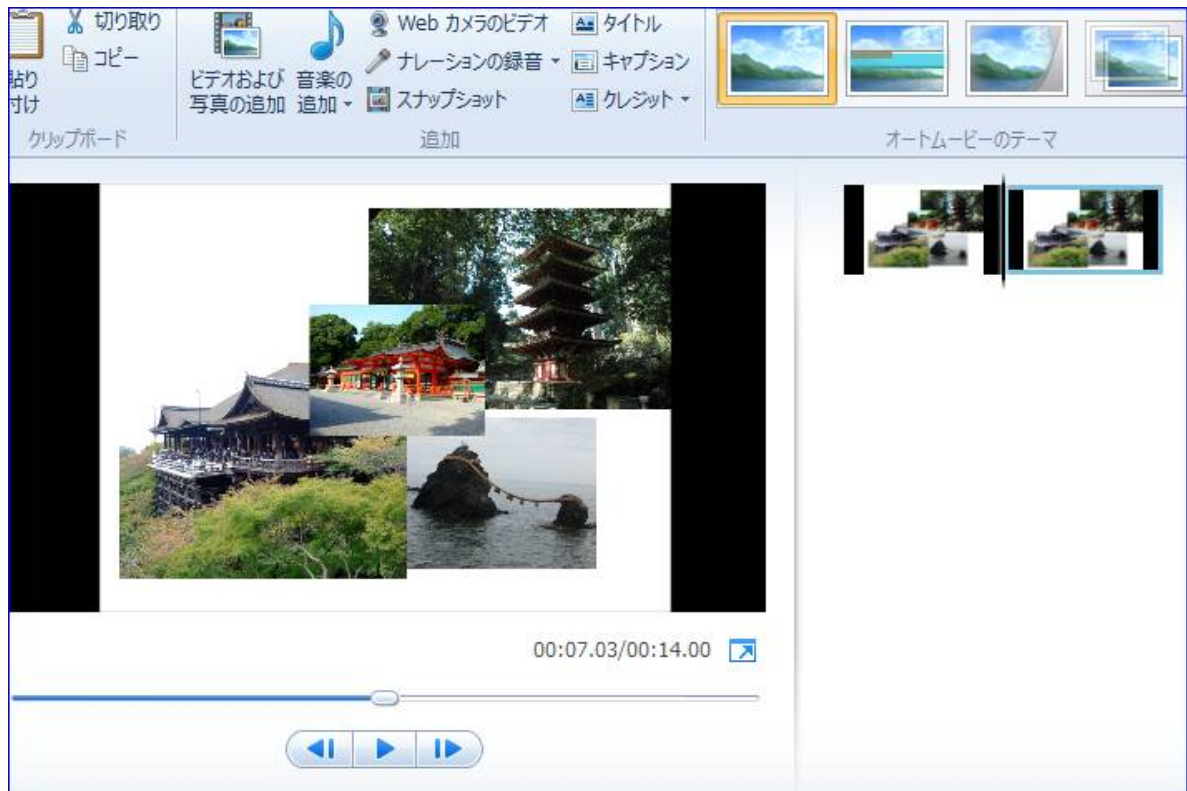 切り取り
コピー
貼り
付け
クリップボード
ビデオおよび
写真の追加
音楽の
追加
Web カメラのビデオ
ナレーションの録音
スナップショット
タイトル
キャプション
クレジット
追加
オートムービーのテーマ
00:07.03/00:14.00